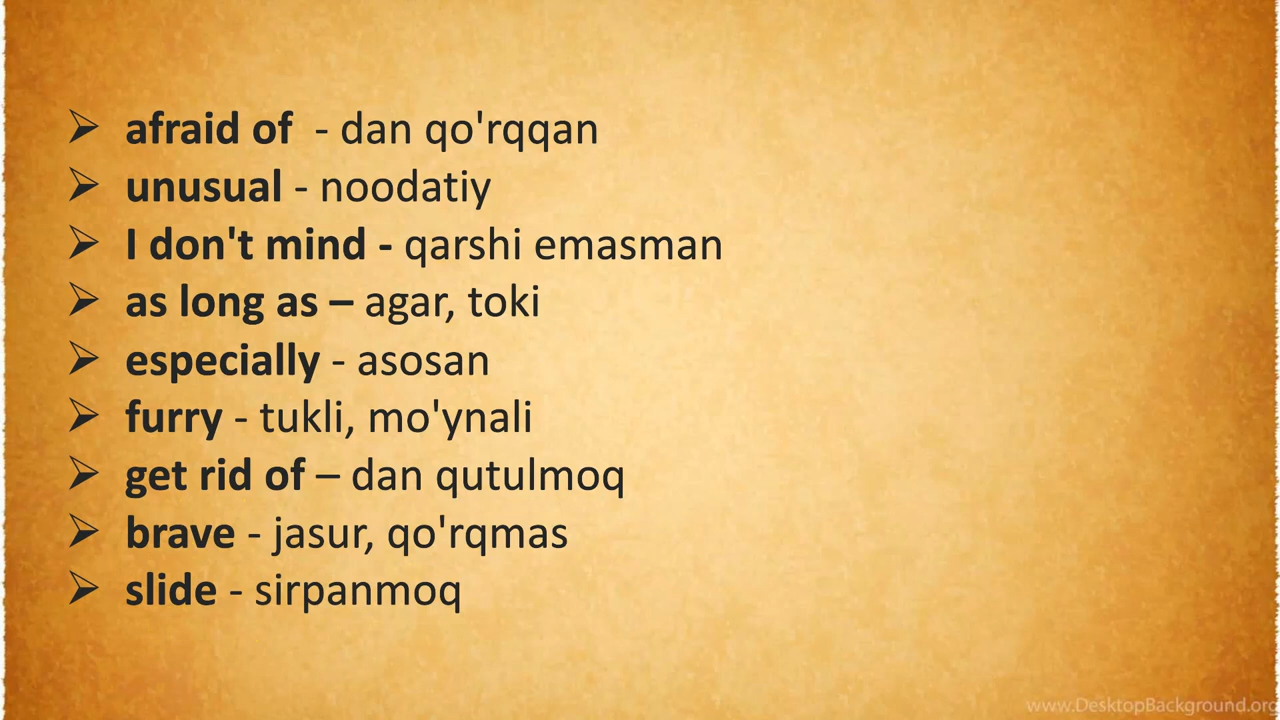 ➢ afraid of - dan qo'rqqan
➢ unusual - noodatiy
➢ I don't mind - qarshi emasman
➢ as long as – agar, toki
➢ especially - asosan
➢ furry - tukli, mo'ynali
➢ get rid of – dan qutulmoq
➢ brave - jasur, qo'rqmas
➢ slide - sirpanmoq
www.DesktopBackground.org